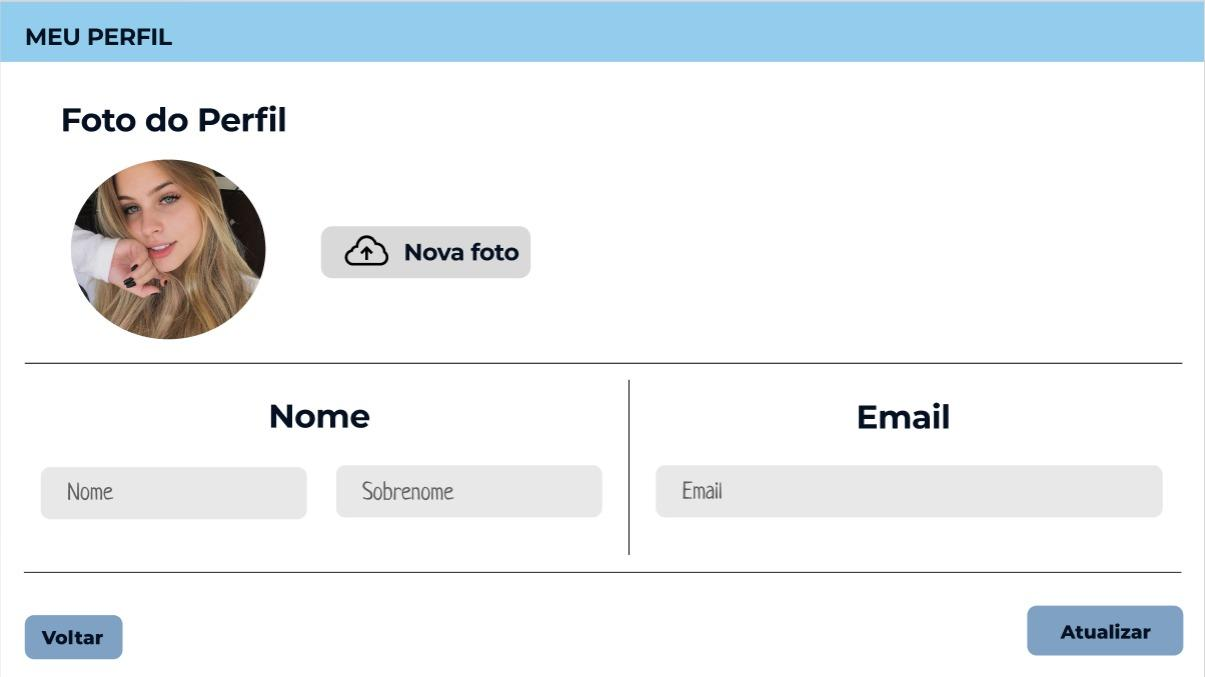 MEU PERFIL
Foto do Perfil
Nova foto
Nome
Email
Nome
Sobrenome
Email
Voltar
Atualizar